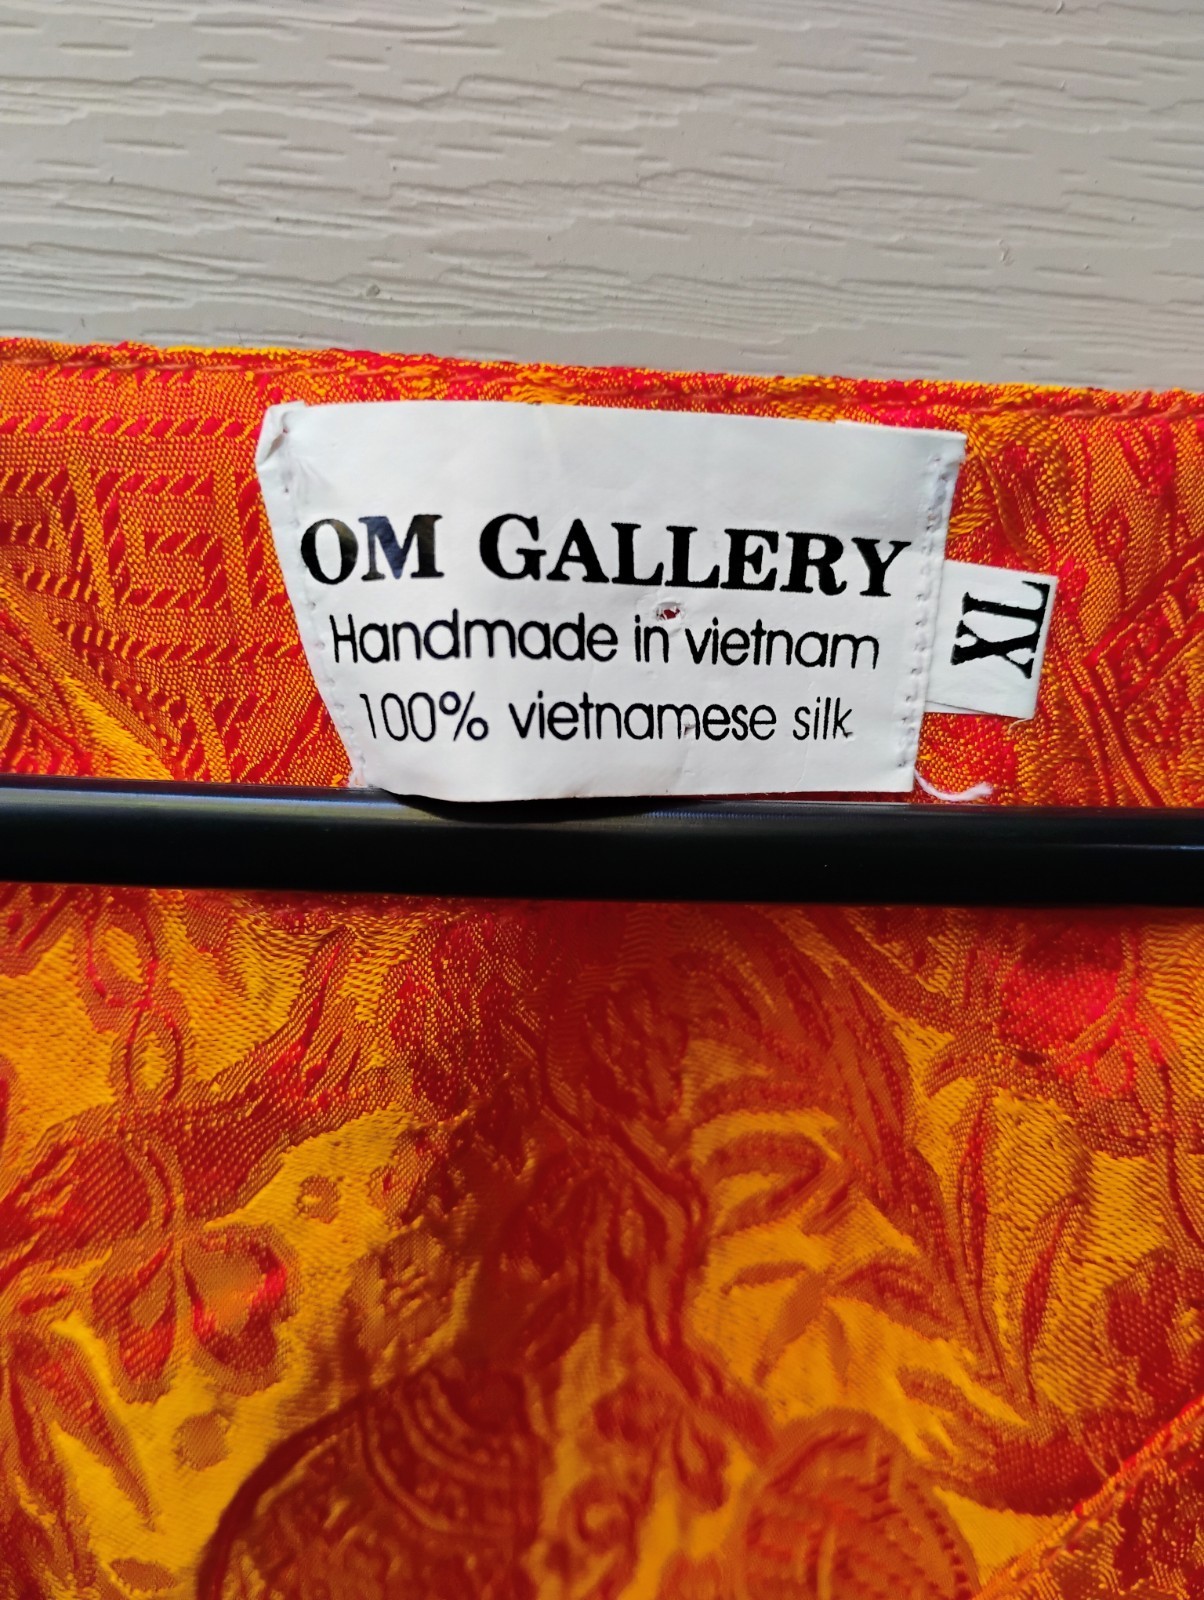 OM GALLERY
Handmade in vietnam
100% vietnamese silk
XL